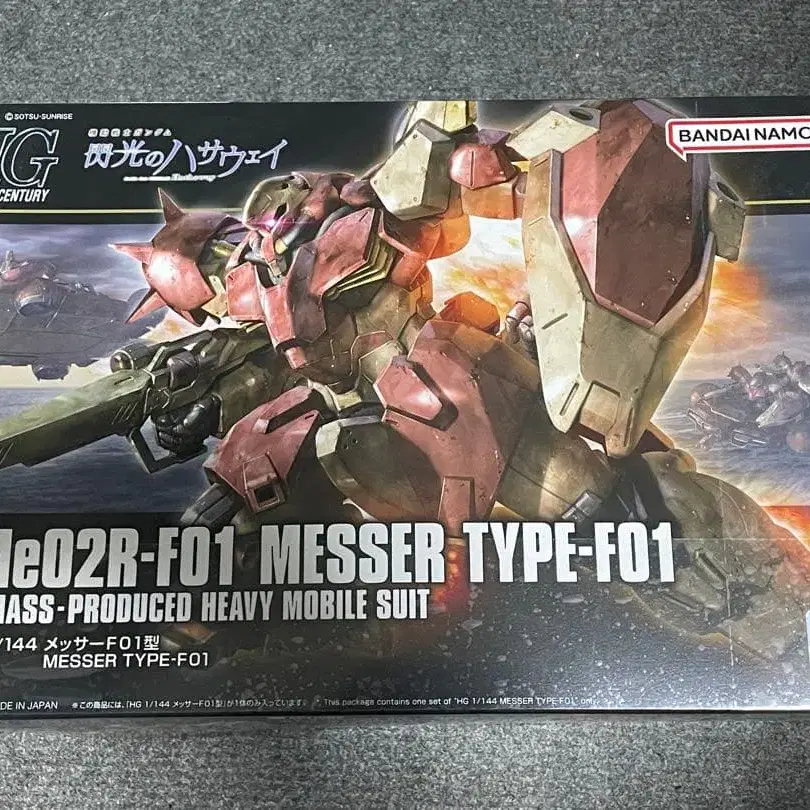 ©SOTSU・SUNRISE
BANDAI NAMCO
HG
機動戦士ガンダム
閃光のハサウェイ
CENTURY
Me02R-F01 MESSER TYPE-F01
MASS-PRODUCED HEAVY MOBILE SUIT
1/144 メッサーF01型
MESSER TYPE-F01
MADE IN JAPAN ※この商品には、「HG 1/144 メッサーF01型」が1体のみ入っています。 * This package contains one set of "HG 1/144 MESSER TYPE-F01" only.